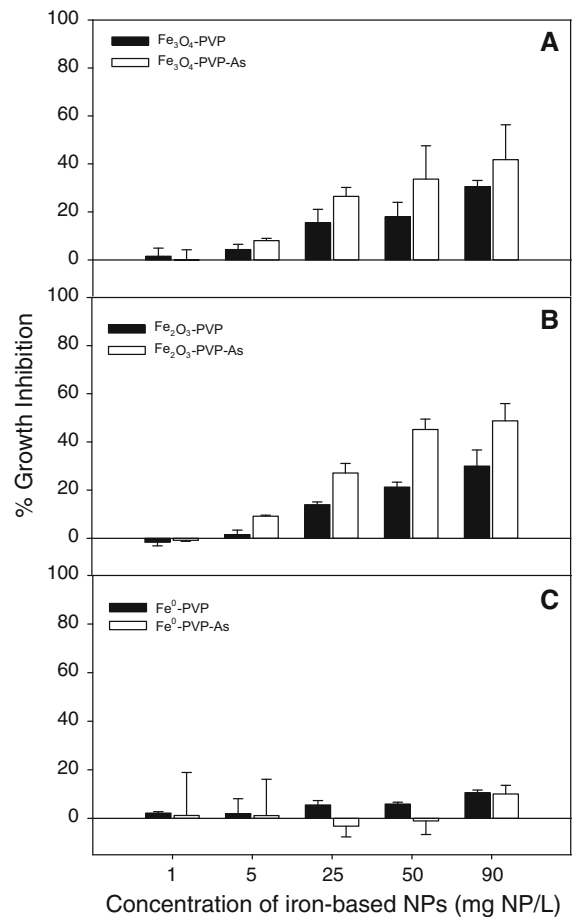 100
80
60
40
20
0
Fe₃O₄-PVP
Fe₃O₄-PVP-As
A
100
80
60
40
20
0
Fe₂O₃-PVP
Fe₂O₃-PVP-As
B
% Growth Inhibition
100
80
60
40
20
0
Fe⁰-PVP
Fe⁰-PVP-As
C
1 5 25 50 90
Concentration of iron-based NPs (mg NP/L)